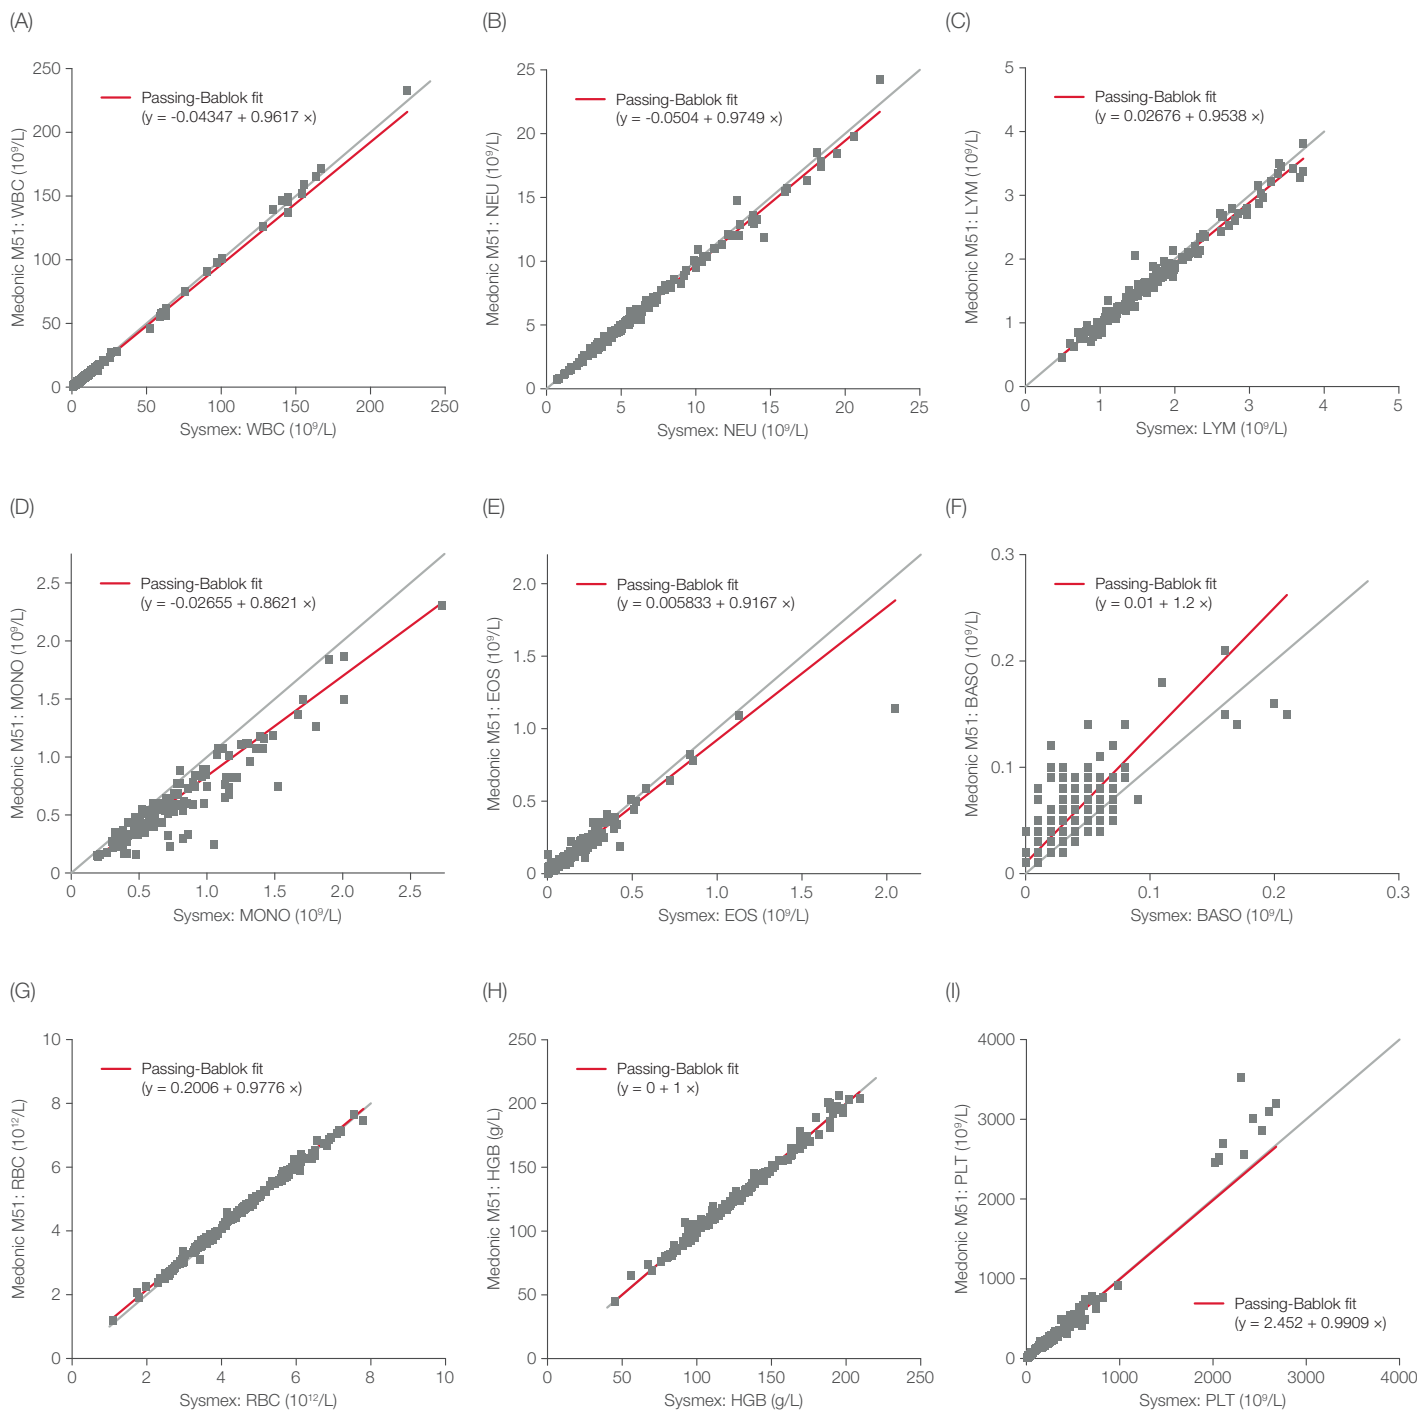 (A)
Medonic M51: WBC (10⁹/L)
250
200
150
100
50
0
Passing-Bablok fit
(y = -0.04347 + 0.9617 ×)
0 50 100 150 200 250
Sysmex: WBC (10⁹/L)
(B)
Medonic M51: NEU (10⁹/L)
25
20
15
10
5
0
Passing-Bablok fit
(y = -0.0504 + 0.9749 ×)
0 5 10 15 20 25
Sysmex: NEU (10⁹/L)
(C)
Medonic M51: LYM (10⁹/L)
5
4
3
2
1
0
Passing-Bablok fit
(y = 0.02676 + 0.9538 ×)
0 1 2 3 4 5
Sysmex: LYM (10⁹/L)
(D)
Medonic M51: MONO (10⁹/L)
2.5
2.0
1.5
1.0
0.5
0
Passing-Bablok fit
(y = -0.02655 + 0.8621 ×)
0 0.5 1.0 1.5 2.0 2.5
Sysmex: MONO (10⁹/L)
(E)
Medonic M51: EOS (10⁹/L)
2.0
1.5
1.0
0.5
0
Passing-Bablok fit
(y = 0.005833 + 0.9167 ×)
0 0.5 1.0 1.5 2.0
Sysmex: EOS (10⁹/L)
(F)
Medonic M51: BASO (10⁹/L)
0.3
0.2
0.1
0
Passing-Bablok fit
(y = 0.01 + 1.2 ×)
0 0.1 0.2 0.3
Sysmex: BASO (10⁹/L)
(G)
Medonic M51: RBC (10¹²/L)
10
8
6
4
2
0
Passing-Bablok fit
(y = 0.2006 + 0.9776 ×)
0 2 4 6 8 10
Sysmex: RBC (10¹²/L)
(H)
Medonic M51: HGB (g/L)
250
200
150
100
50
0
Passing-Bablok fit
(y = 0 + 1 ×)
0 50 100 150 200 250
Sysmex: HGB (g/L)
(I)
Medonic M51: PLT (10⁹/L)
4000
3000
2000
1000
0
Passing-Bablok fit
(y = 2.452 + 0.9909 ×)
0 1000 2000 3000 4000
Sysmex: PLT (10⁹/L)